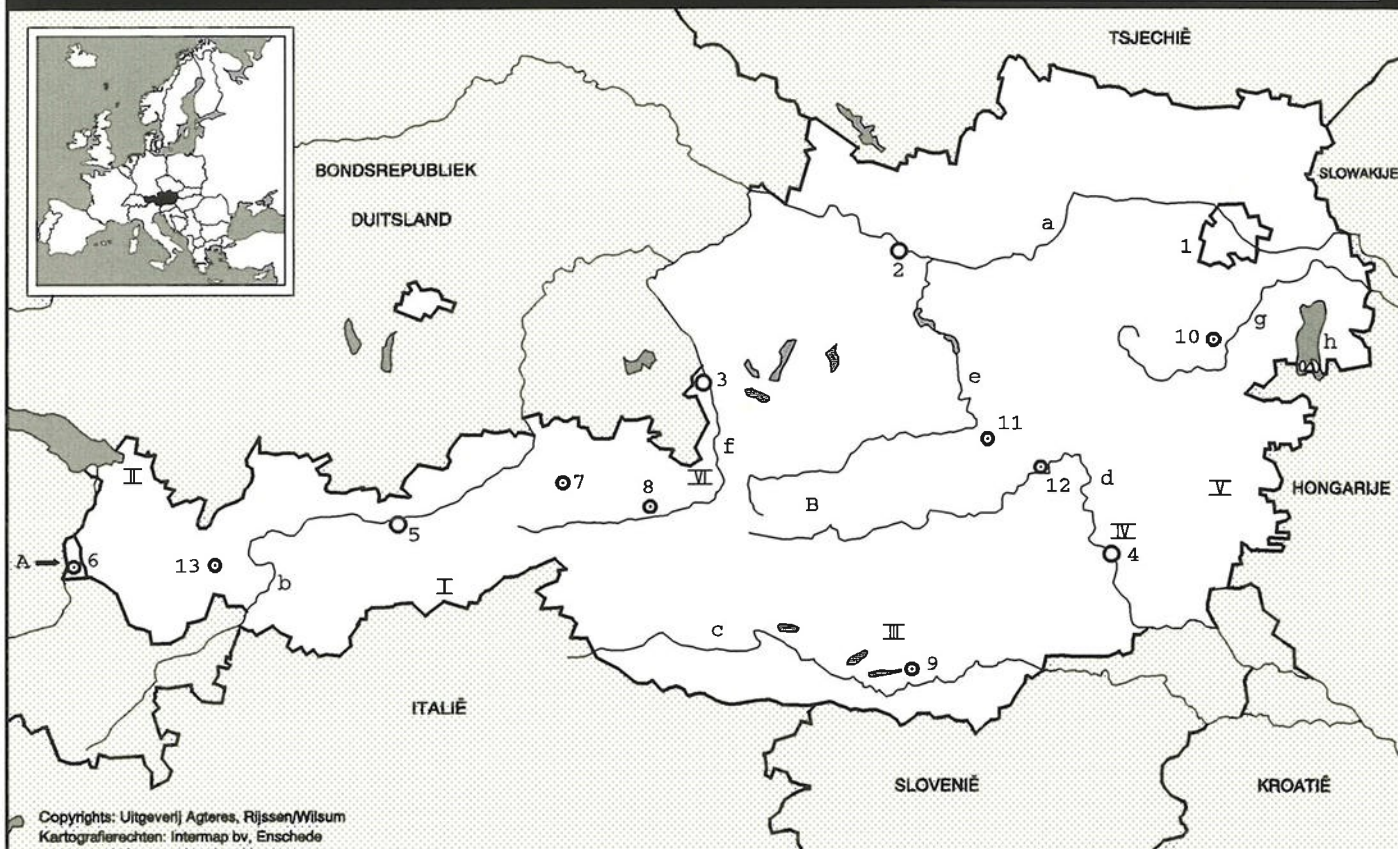 TSJECHIË
BONDSREPUBLIEK
DUITSLAND
SLOWAKIJE
a
1
2
10
g
h
3
e
11
f
II
7
VI
8
B
12
d
V
HONGARIJE
5
IV
4
A
6
13
b
I
c
III
9
ITALIË
SLOVENIË
KROATIË
Copyrights: Uitgeverij Agteres, Rijssen/Wilsum
Kartografierechten: Intermap bv, Enschede